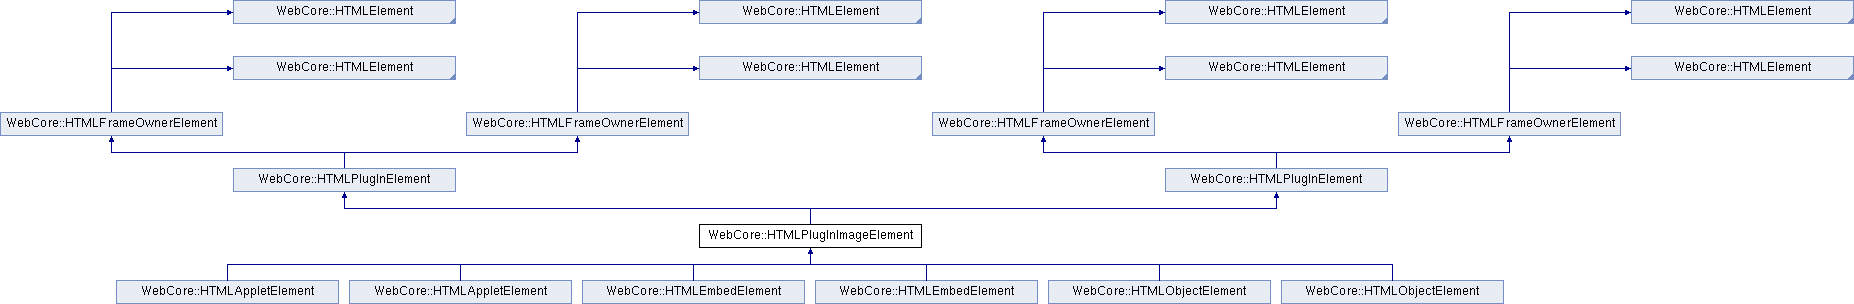 WebCore::HTMLElement
WebCore::HTMLElement
WebCore::HTMLElement
WebCore::HTMLElement
WebCore::HTMLElement
WebCore::HTMLElement
WebCore::HTMLElement
WebCore::HTMLElement
WebCore::HTMLFrameOwnerElement
WebCore::HTMLFrameOwnerElement
WebCore::HTMLFrameOwnerElement
WebCore::HTMLFrameOwnerElement
WebCore::HTMLPlugInElement
WebCore::HTMLPlugInElement
WebCore::HTMLPlugInImageElement
WebCore::HTMLAppletElement
WebCore::HTMLAppletElement
WebCore::HTMLEmbedElement
WebCore::HTMLEmbedElement
WebCore::HTMLObjectElement
WebCore::HTMLObjectElement